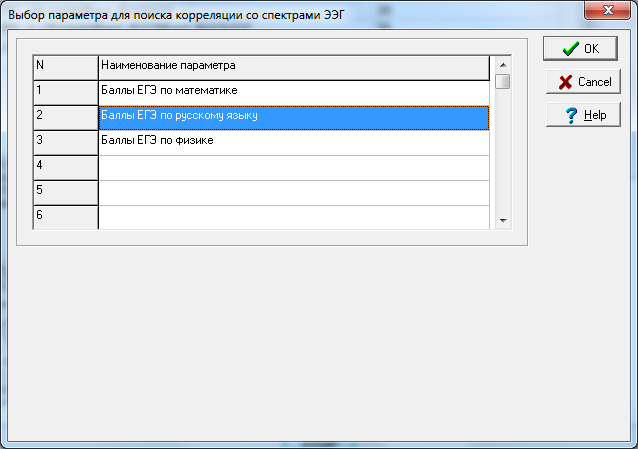 Выбор параметра для поиска корреляции со спектрами ЭЭГ
N Наименование параметра
1 Баллы ЕГЭ по математике
2 Баллы ЕГЭ по русскому языку
3 Баллы ЕГЭ по физике
4
5
6
OK
Cancel
Help